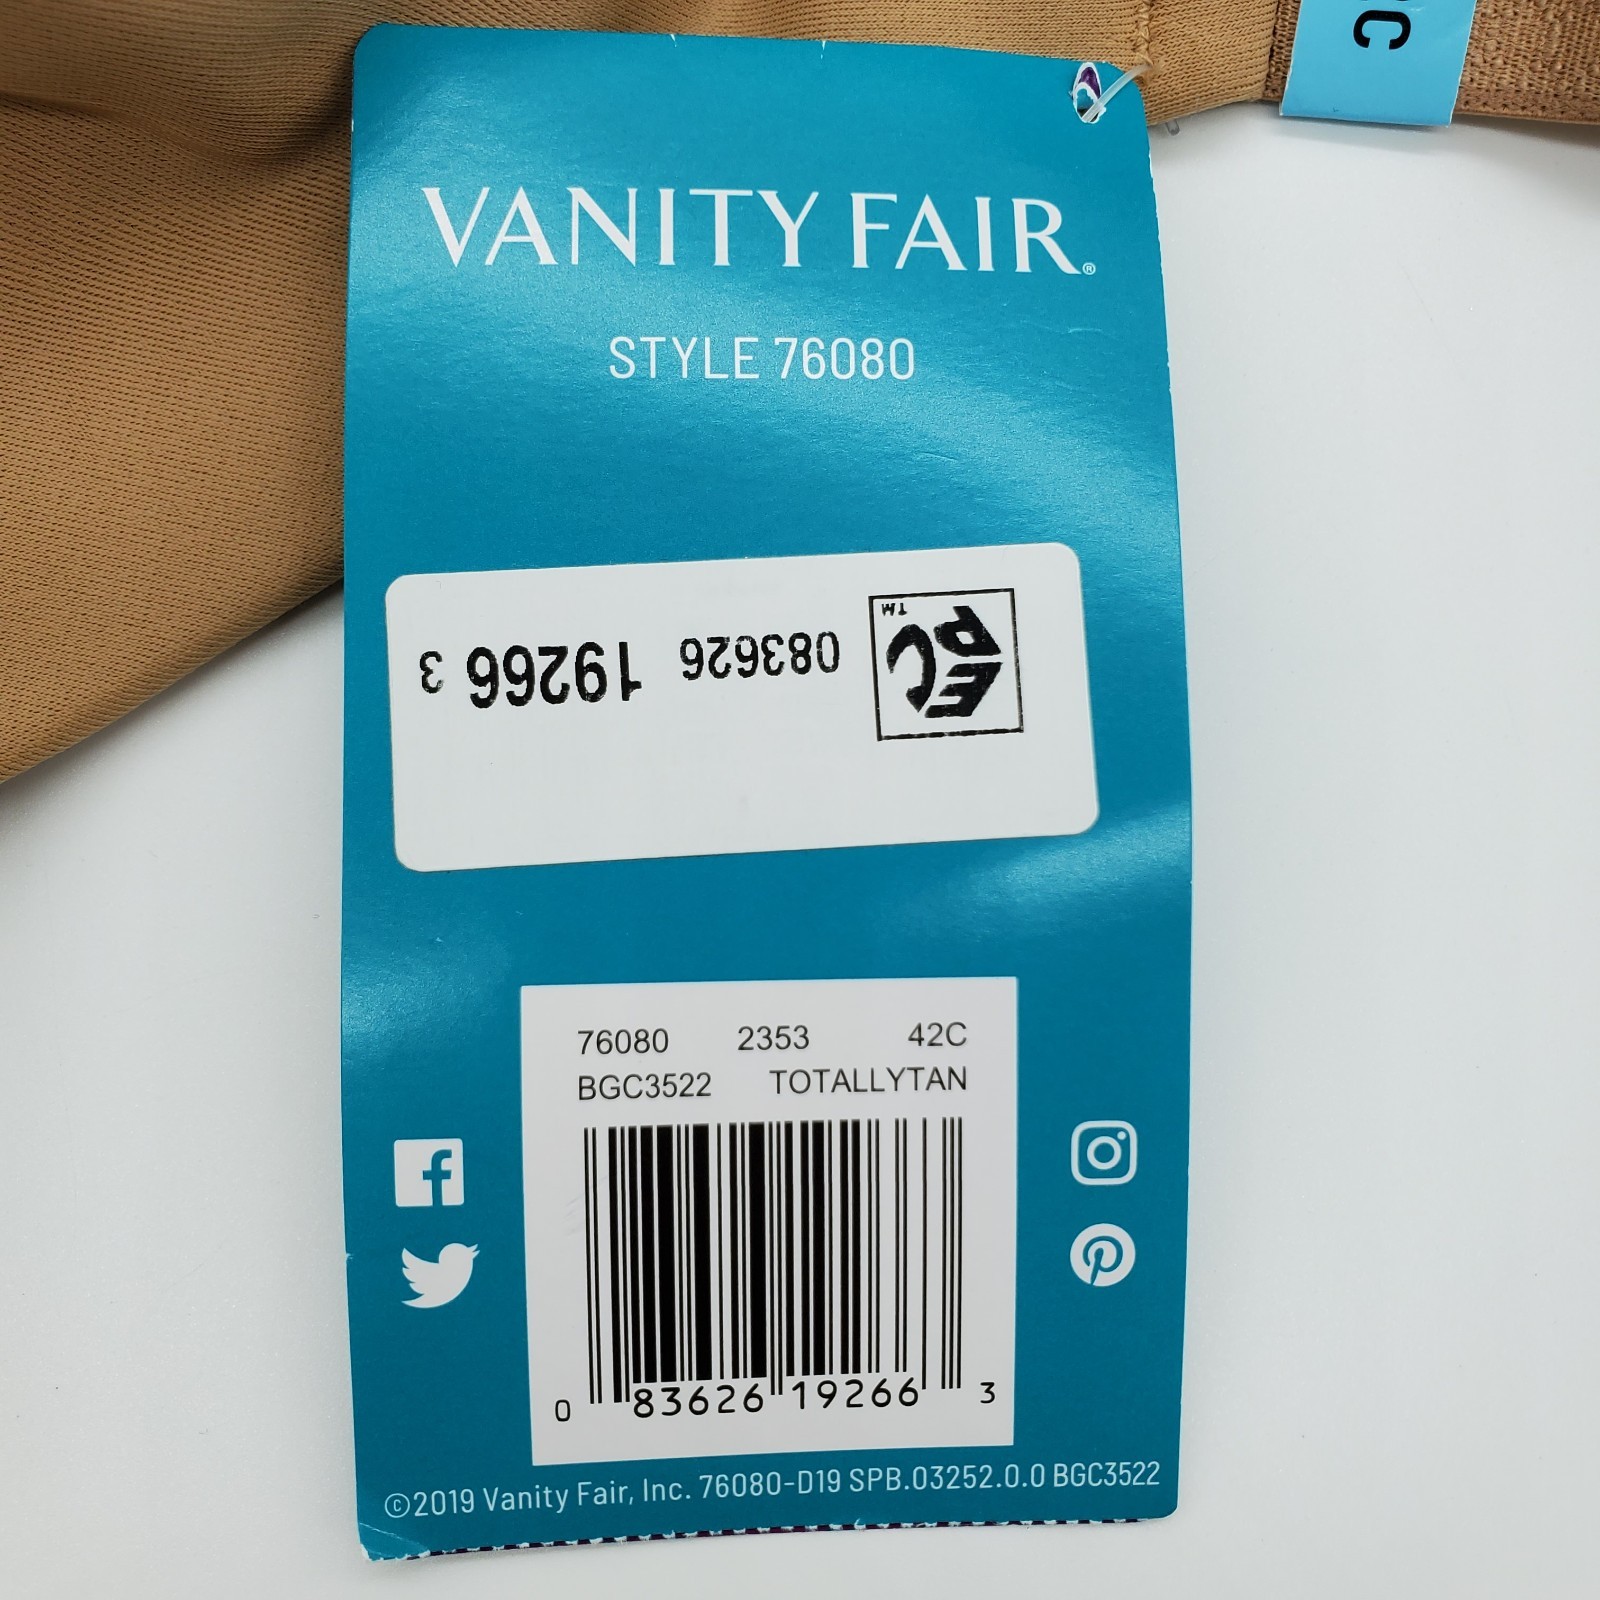 C
VANITY FAIR®
STYLE 76080
EPC™ 083626 19266 3
76080 2353 42C
BGC3522 TOTALLYTAN
0 83626 19266 3
©2019 Vanity Fair, Inc. 76080-D19 SPB.03252.0.0 BGC3522